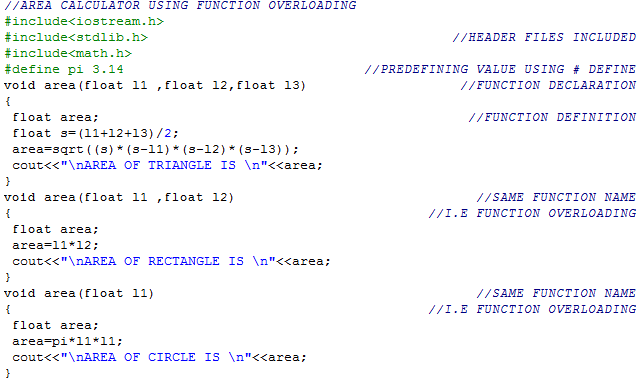 //AREA CALCULATOR USING FUNCTION OVERLOADING
#include<iostream.h>
#include<stdlib.h> //HEADER FILES INCLUDED
#include<math.h>
#define pi 3.14 //PREDEFINING VALUE USING # DEFINE
void area(float l1 ,float l2,float l3) //FUNCTION DECLARATION
{
float area; //FUNCTION DEFINITION
float s=(l1+l2+l3)/2;
area=sqrt((s)*(s-l1)*(s-l2)*(s-l3));
cout<<"\nAREA OF TRIANGLE IS \n"<<area;
}
void area(float l1 ,float l2) //SAME FUNCTION NAME
{ //I.E FUNCTION OVERLOADING
float area;
area=l1*l2;
cout<<"\nAREA OF RECTANGLE IS \n"<<area;
}
void area(float l1) //SAME FUNCTION NAME
{ //I.E FUNCTION OVERLOADING
float area;
area=pi*l1*l1;
cout<<"\nAREA OF CIRCLE IS \n"<<area;
}